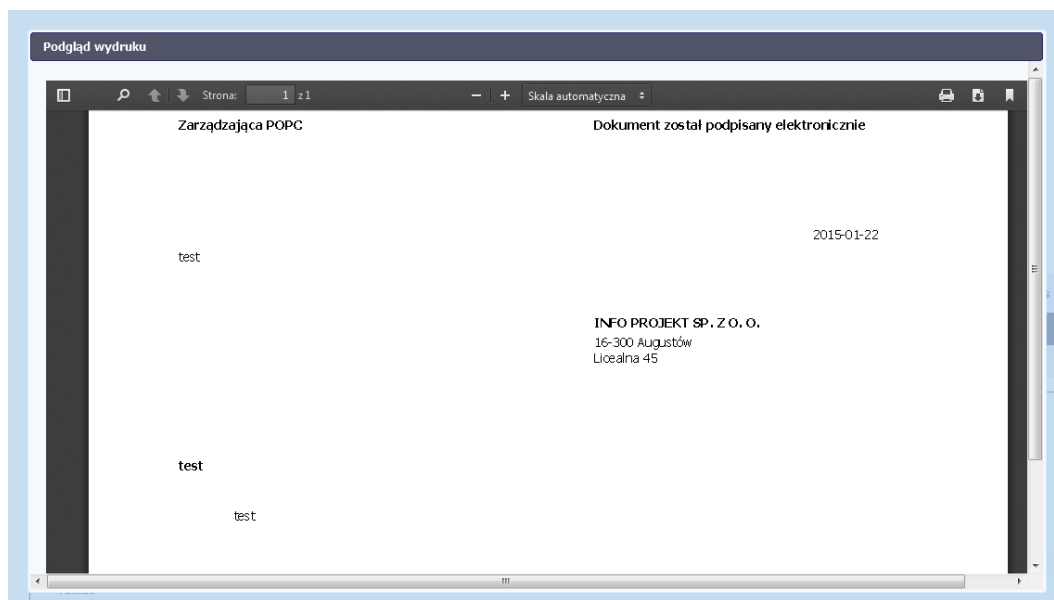 Podgląd wydruku
Strona: 1 z 1
Skala automatyczna
Zarządzająca POPC
Dokument został podpisany elektronicznie
2015-01-22
test
INFO PROJEKT SP. Z O. O.
16-300 Augustów
Licealna 45
test
test